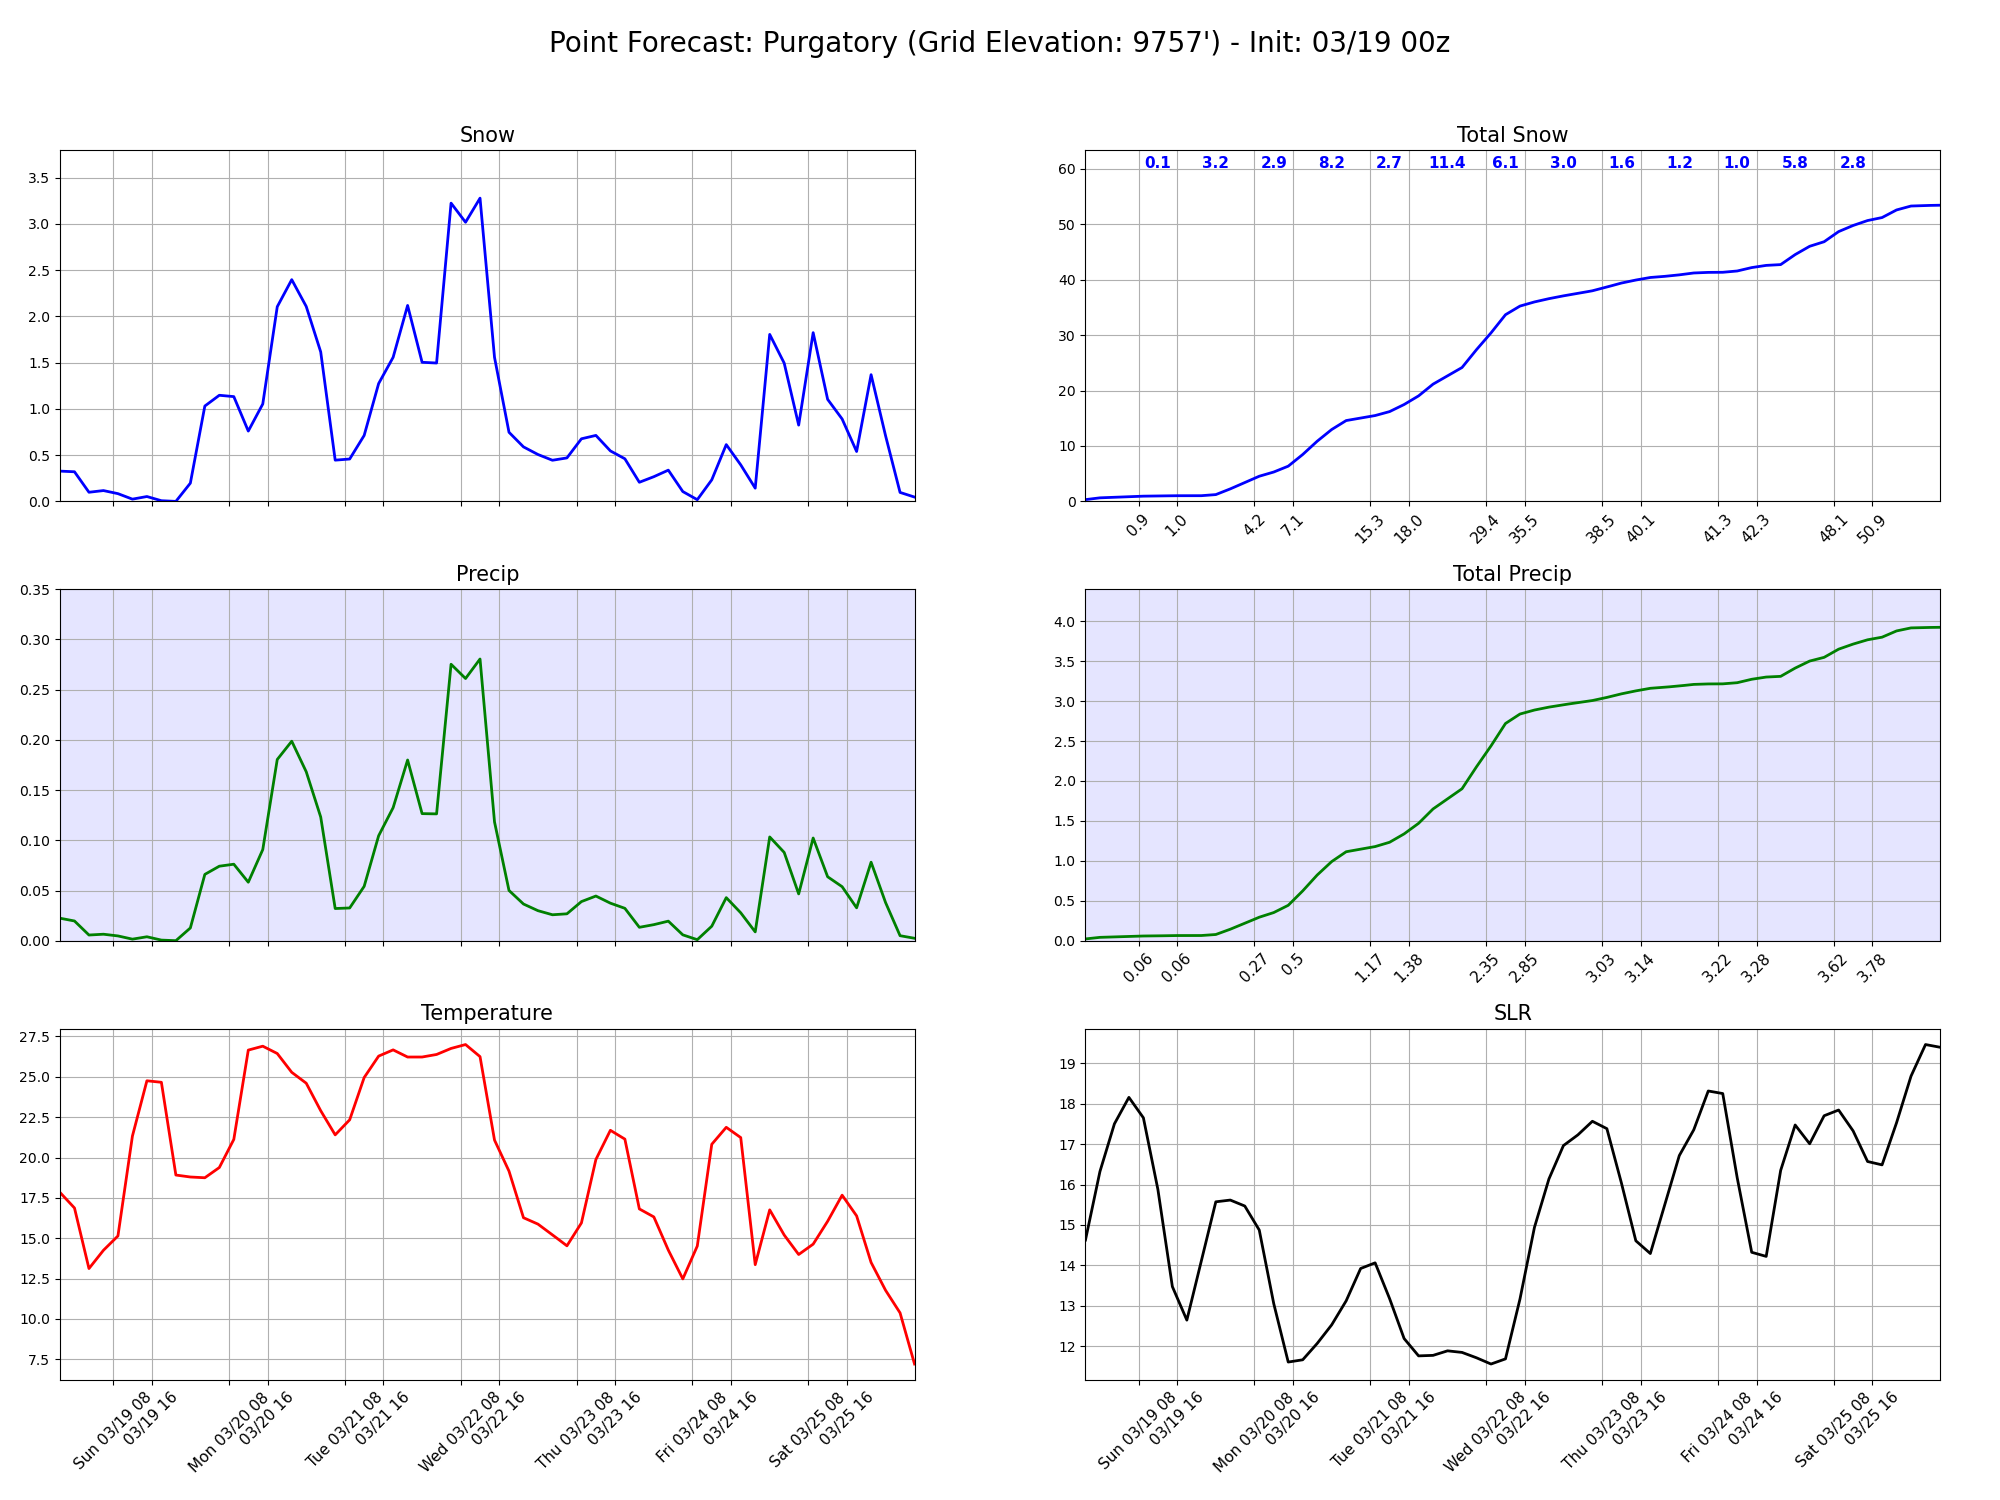 Point Forecast: Purgatory (Grid Elevation: 9757') - Init: 03/19 00z
Snow
3.5
3.0
2.5
2.0
1.5
1.0
0.5
0.0
Total Snow
0.1 3.2 2.9 8.2 2.7 11.4 6.1 3.0 1.6 1.2 1.0 5.8 2.8
60
50
40
30
20
10
0
0.9 1.0 4.2 7.1 15.3 18.0 29.4 35.5 38.5 40.1 41.3 42.3 48.1 50.9
Precip
0.35
0.30
0.25
0.20
0.15
0.10
0.05
0.00
Total Precip
4.0
3.5
3.0
2.5
2.0
1.5
1.0
0.5
0.0
0.06 0.06 0.27 0.5 1.17 1.38 2.35 2.85 3.03 3.14 3.22 3.28 3.62 3.78
Temperature
27.5
25.0
22.5
20.0
17.5
15.0
12.5
10.0
7.5
Sun 03/19 08
03/19 16
Mon 03/20 08
03/20 16
Tue 03/21 08
03/21 16
Wed 03/22 08
03/22 16
Thu 03/23 08
03/23 16
Fri 03/24 08
03/24 16
Sat 03/25 08
03/25 16
SLR
19
18
17
16
15
14
13
12
Sun 03/19 08
03/19 16
Mon 03/20 08
03/20 16
Tue 03/21 08
03/21 16
Wed 03/22 08
03/22 16
Thu 03/23 08
03/23 16
Fri 03/24 08
03/24 16
Sat 03/25 08
03/25 16